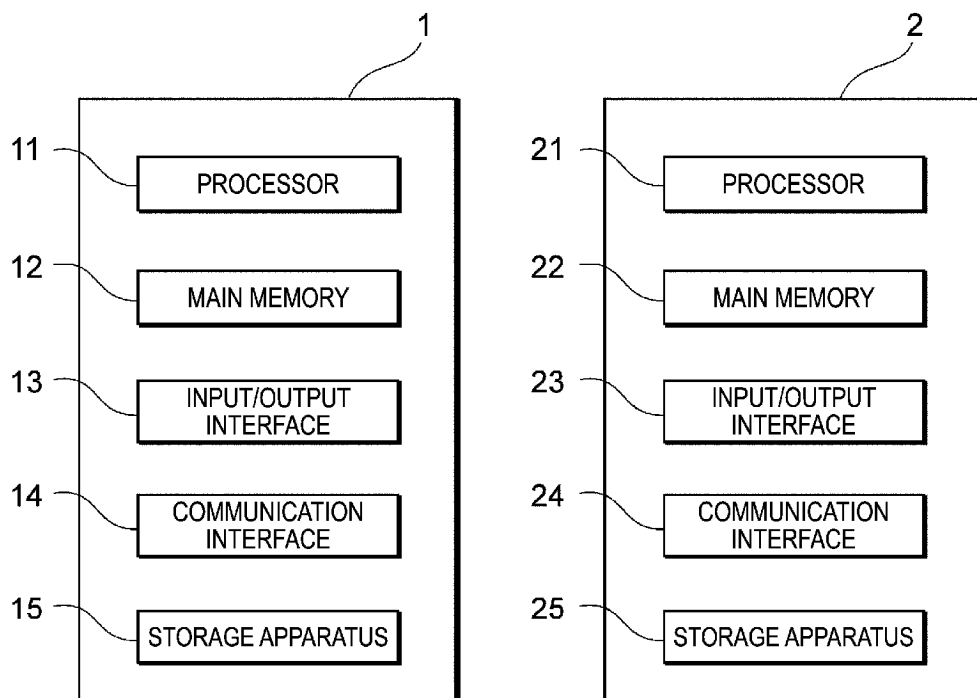 1
11
PROCESSOR
12
MAIN MEMORY
13
INPUT/OUTPUT
INTERFACE
14
COMMUNICATION
INTERFACE
15
STORAGE APPARATUS
2
21
PROCESSOR
22
MAIN MEMORY
23
INPUT/OUTPUT
INTERFACE
24
COMMUNICATION
INTERFACE
25
STORAGE APPARATUS